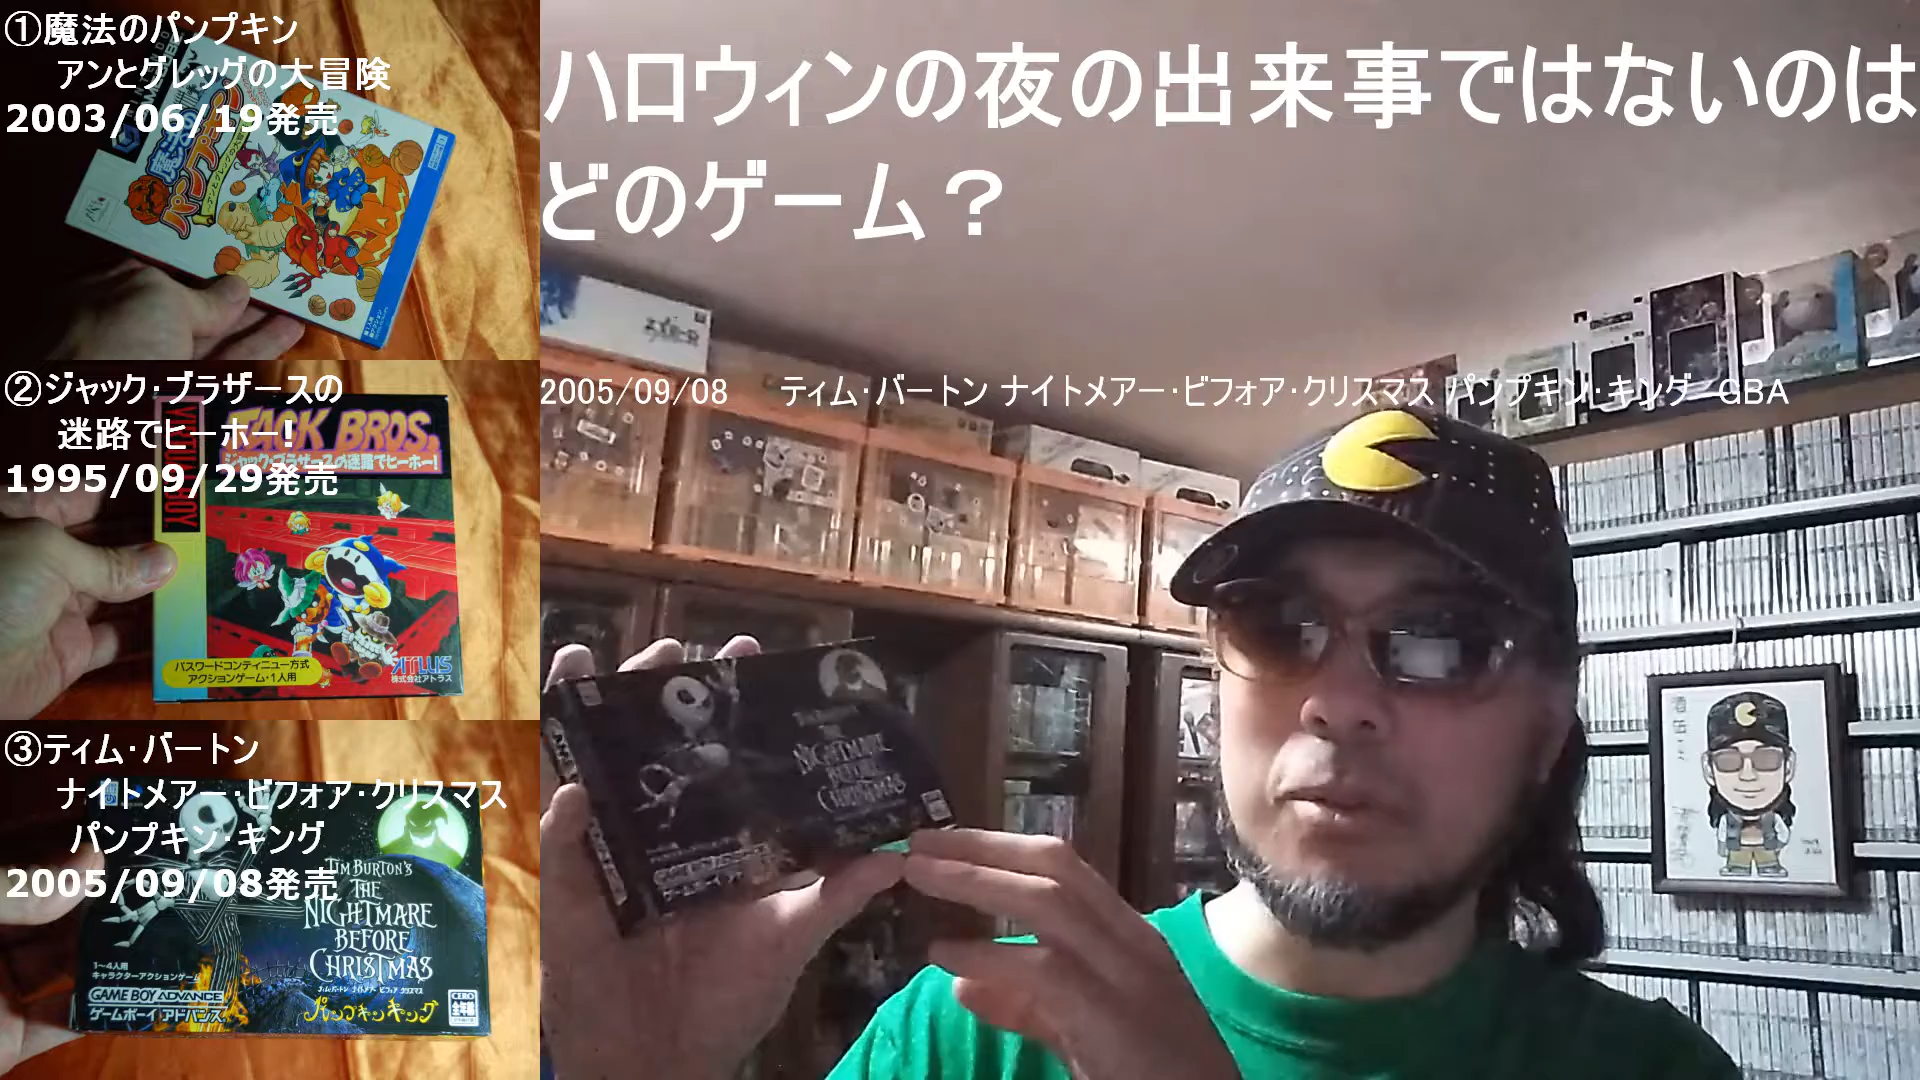 ①魔法のパンプキン
アンとグレッグの大冒険
2003/06/19発売
ハロウィンの夜の出来事ではないのは
どのゲーム？
②ジャック・ブラザースの
迷路でヒーホー!
1995/09/29発売
JACK BROS.
ジャック・ブラザースの迷路でヒーホー!
パスワードコンティニュー方式
アクションゲーム・1人用
ATLUS
株式会社アトラス
2005/09/08 ティム・バートン ナイトメアー・ビフォア・クリスマス パンプキン・キング GBA
③ティム・バートン
ナイトメアー・ビフォア・クリスマス
パンプキン・キング
2005/09/08発売
TIM BURTON'S
THE
NIGHTMARE
BEFORE
CHRISTMAS
パンプキンキング
1〜4人用
キャラクターアクションゲーム
GAME BOY ADVANCE
ゲームボーイアドバンス
CERO
全年齢
THE
NIGHTMARE
BEFORE
CHRISTMAS